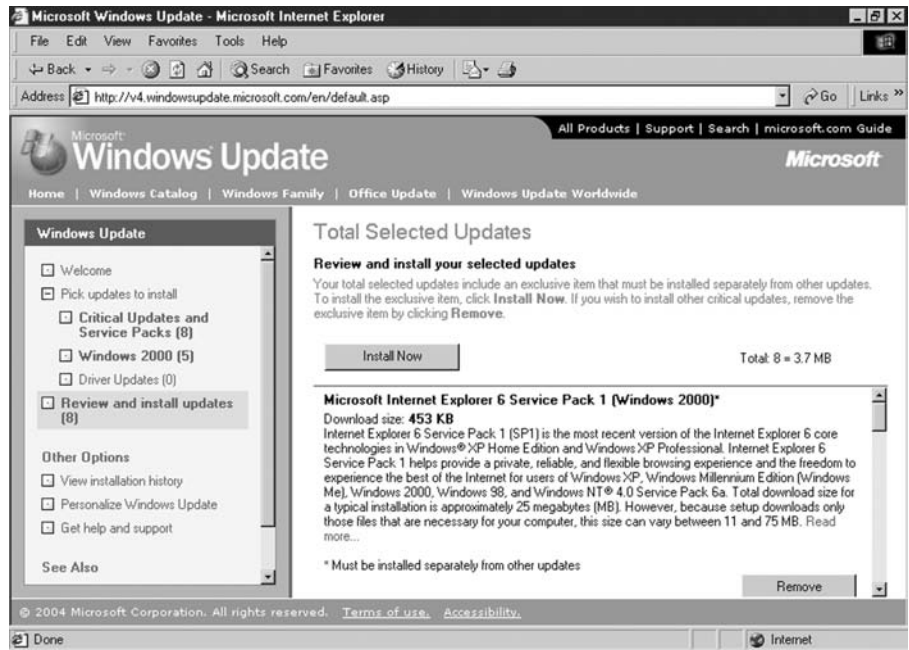 Microsoft Windows Update - Microsoft Internet Explorer
File Edit View Favorites Tools Help
Back Search Favorites History
Address http://v4.windowsupdate.microsoft.com/en/default.asp Go Links »
All Products | Support | Search | microsoft.com Guide
Microsoft
Windows Update
Microsoft
Home | Windows Catalog | Windows Family | Office Update | Windows Update Worldwide
Windows Update
Welcome
Pick updates to install
Critical Updates and
Service Packs (8)
Windows 2000 (5)
Driver Updates (0)
Review and install updates
(8)
Other Options
View installation history
Personalize Windows Update
Get help and support
See Also
Total Selected Updates
Review and install your selected updates
Your total selected updates include an exclusive item that must be installed separately from other updates.
To install the exclusive item, click Install Now. If you wish to install other critical updates, remove the
exclusive item by clicking Remove.
Install Now
Total: 8 = 3.7 MB
Microsoft Internet Explorer 6 Service Pack 1 (Windows 2000)*
Download size: 453 KB
Internet Explorer 6 Service Pack 1 (SP1) is the most recent version of the Internet Explorer 6 core
technologies in Windows® XP Home Edition and Windows XP Professional. Internet Explorer 6
Service Pack 1 helps provide a private, reliable, and flexible browsing experience and the freedom to
experience the best of the Internet for users of Windows XP, Windows Millennium Edition (Windows
Me), Windows 2000, Windows 98, and Windows NT® 4.0 Service Pack 6a. Total download size for
a typical installation is approximately 25 megabytes (MB). However, because setup downloads only
those files that are necessary for your computer, this size can vary between 11 and 75 MB. Read
more...
* Must be installed separately from other updates
Remove
© 2004 Microsoft Corporation. All rights reserved. Terms of use. Accessibility.
Done
Internet